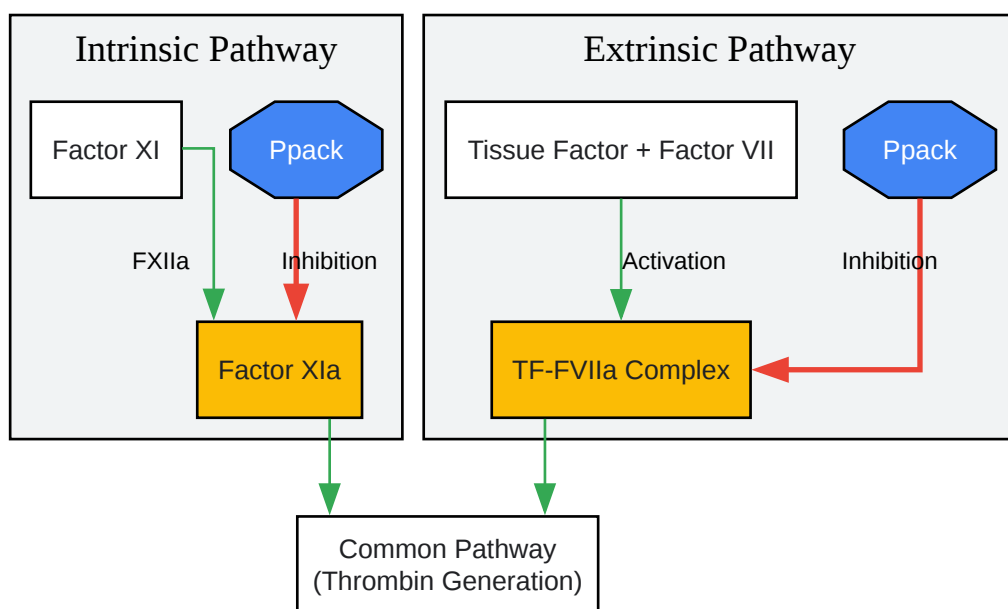 Intrinsic Pathway
Factor XI
Ppack
FXIIa
Inhibition
Factor XIa
Extrinsic Pathway
Tissue Factor + Factor VII
Ppack
Activation
Inhibition
TF-FVIIa Complex
Common Pathway
(Thrombin Generation)